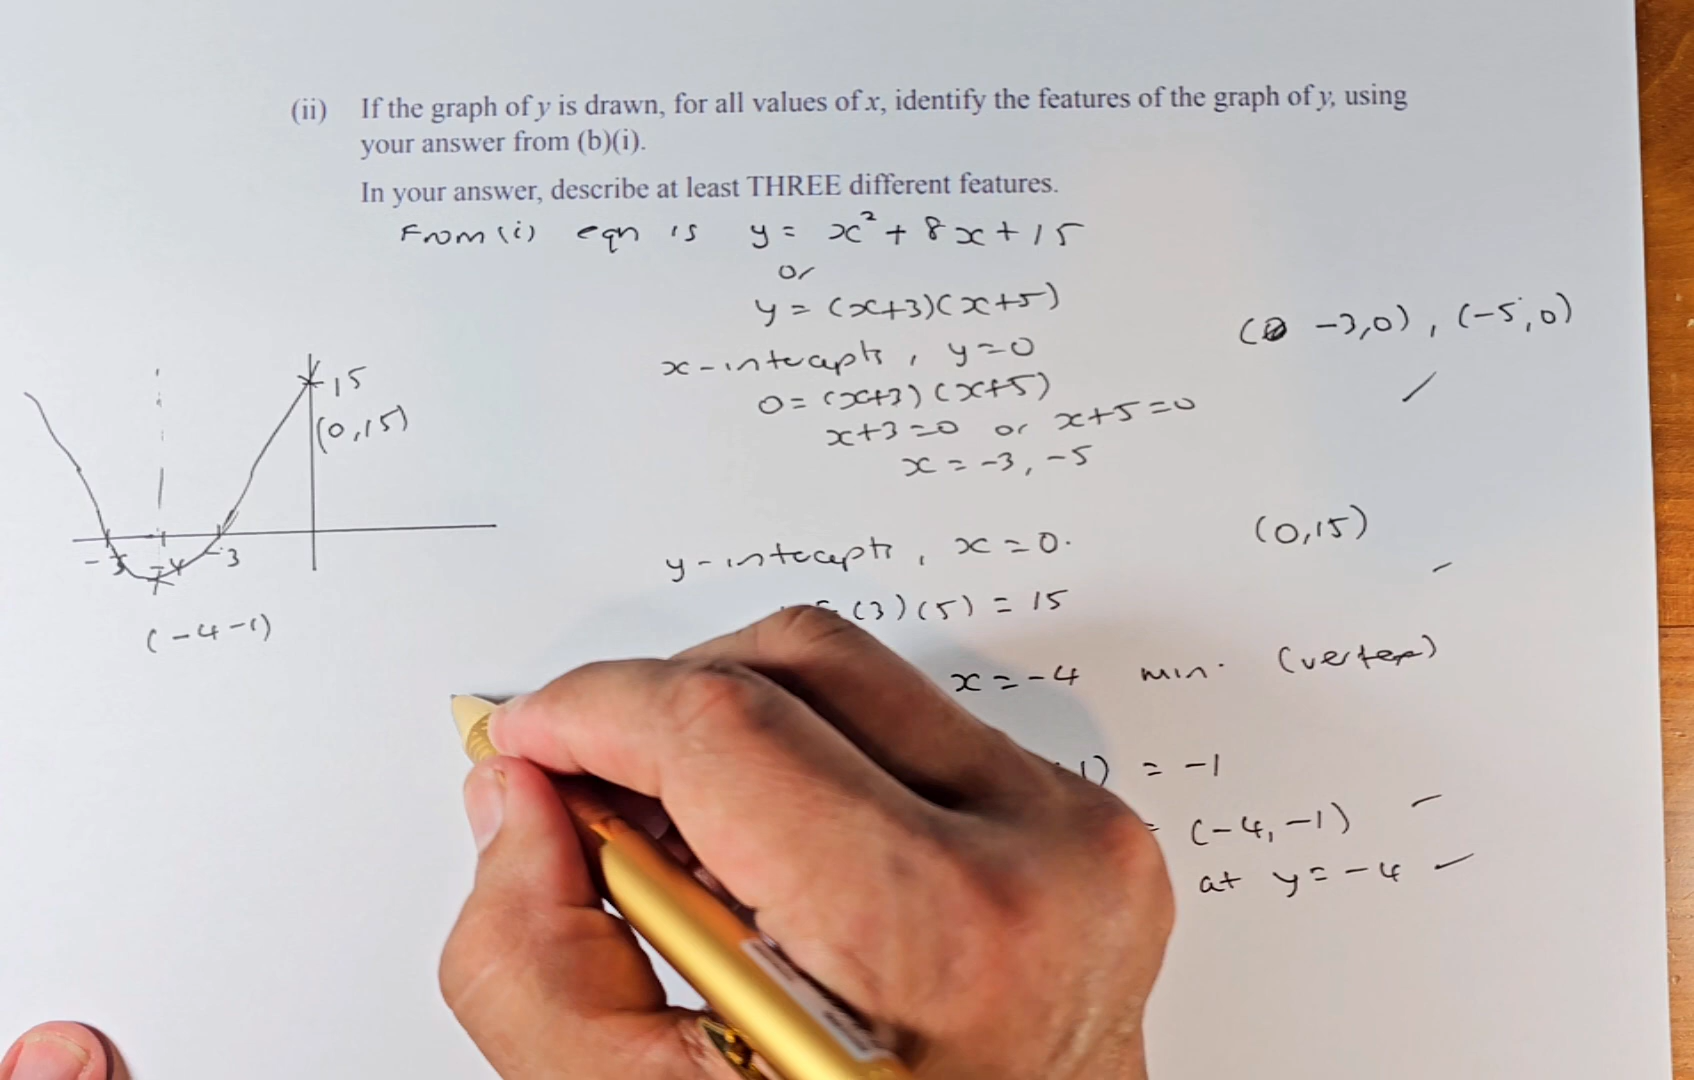 (ii) If the graph of y is drawn, for all values of x, identify the features of the graph of y, using
your answer from (b)(i).
In your answer, describe at least THREE different features.
From (i) eqn is y = x² + 8x + 15
or
y = (x+3)(x+5)
x-intercepts, y=0 (-3,0), (-5,0)
0 = (x+3)(x+5)
x+3=0 or x+5=0
x = -3, -5
y-intercepts, x=0. (0,15)
(3)(5) = 15
x = -4 min. (vertex)
1) = -1
= (-4,-1)
at y = -4
15
(0,15)
-5 -4 -3
(-4 -1)